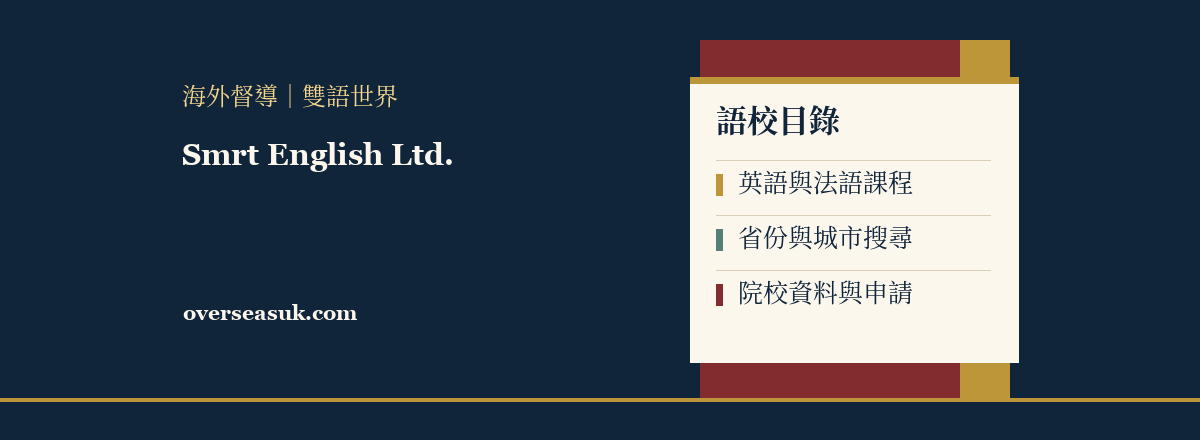 海外督導｜雙語世界
Smrt English Ltd.
overseasuk.com
語校目錄
英語與法語課程
省份與城市搜尋
院校資料與申請